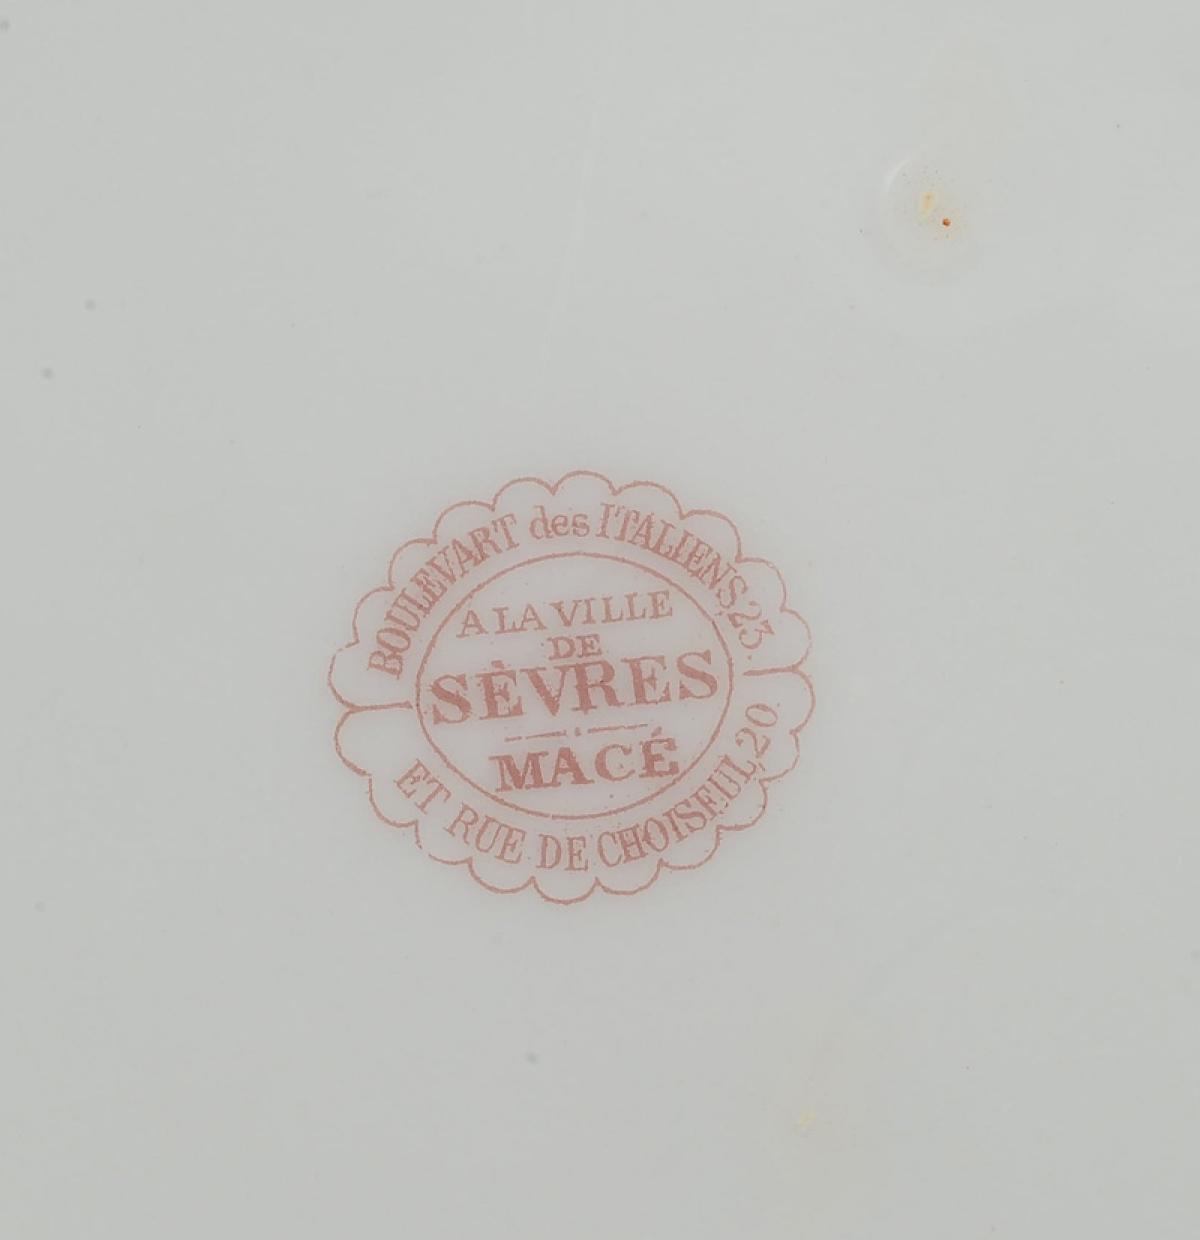 BOULEVART des ITALIENS 23.
A LA VILLE
DE
SÈVRES
MACÉ
ET RUE DE CHOISEUL, 20